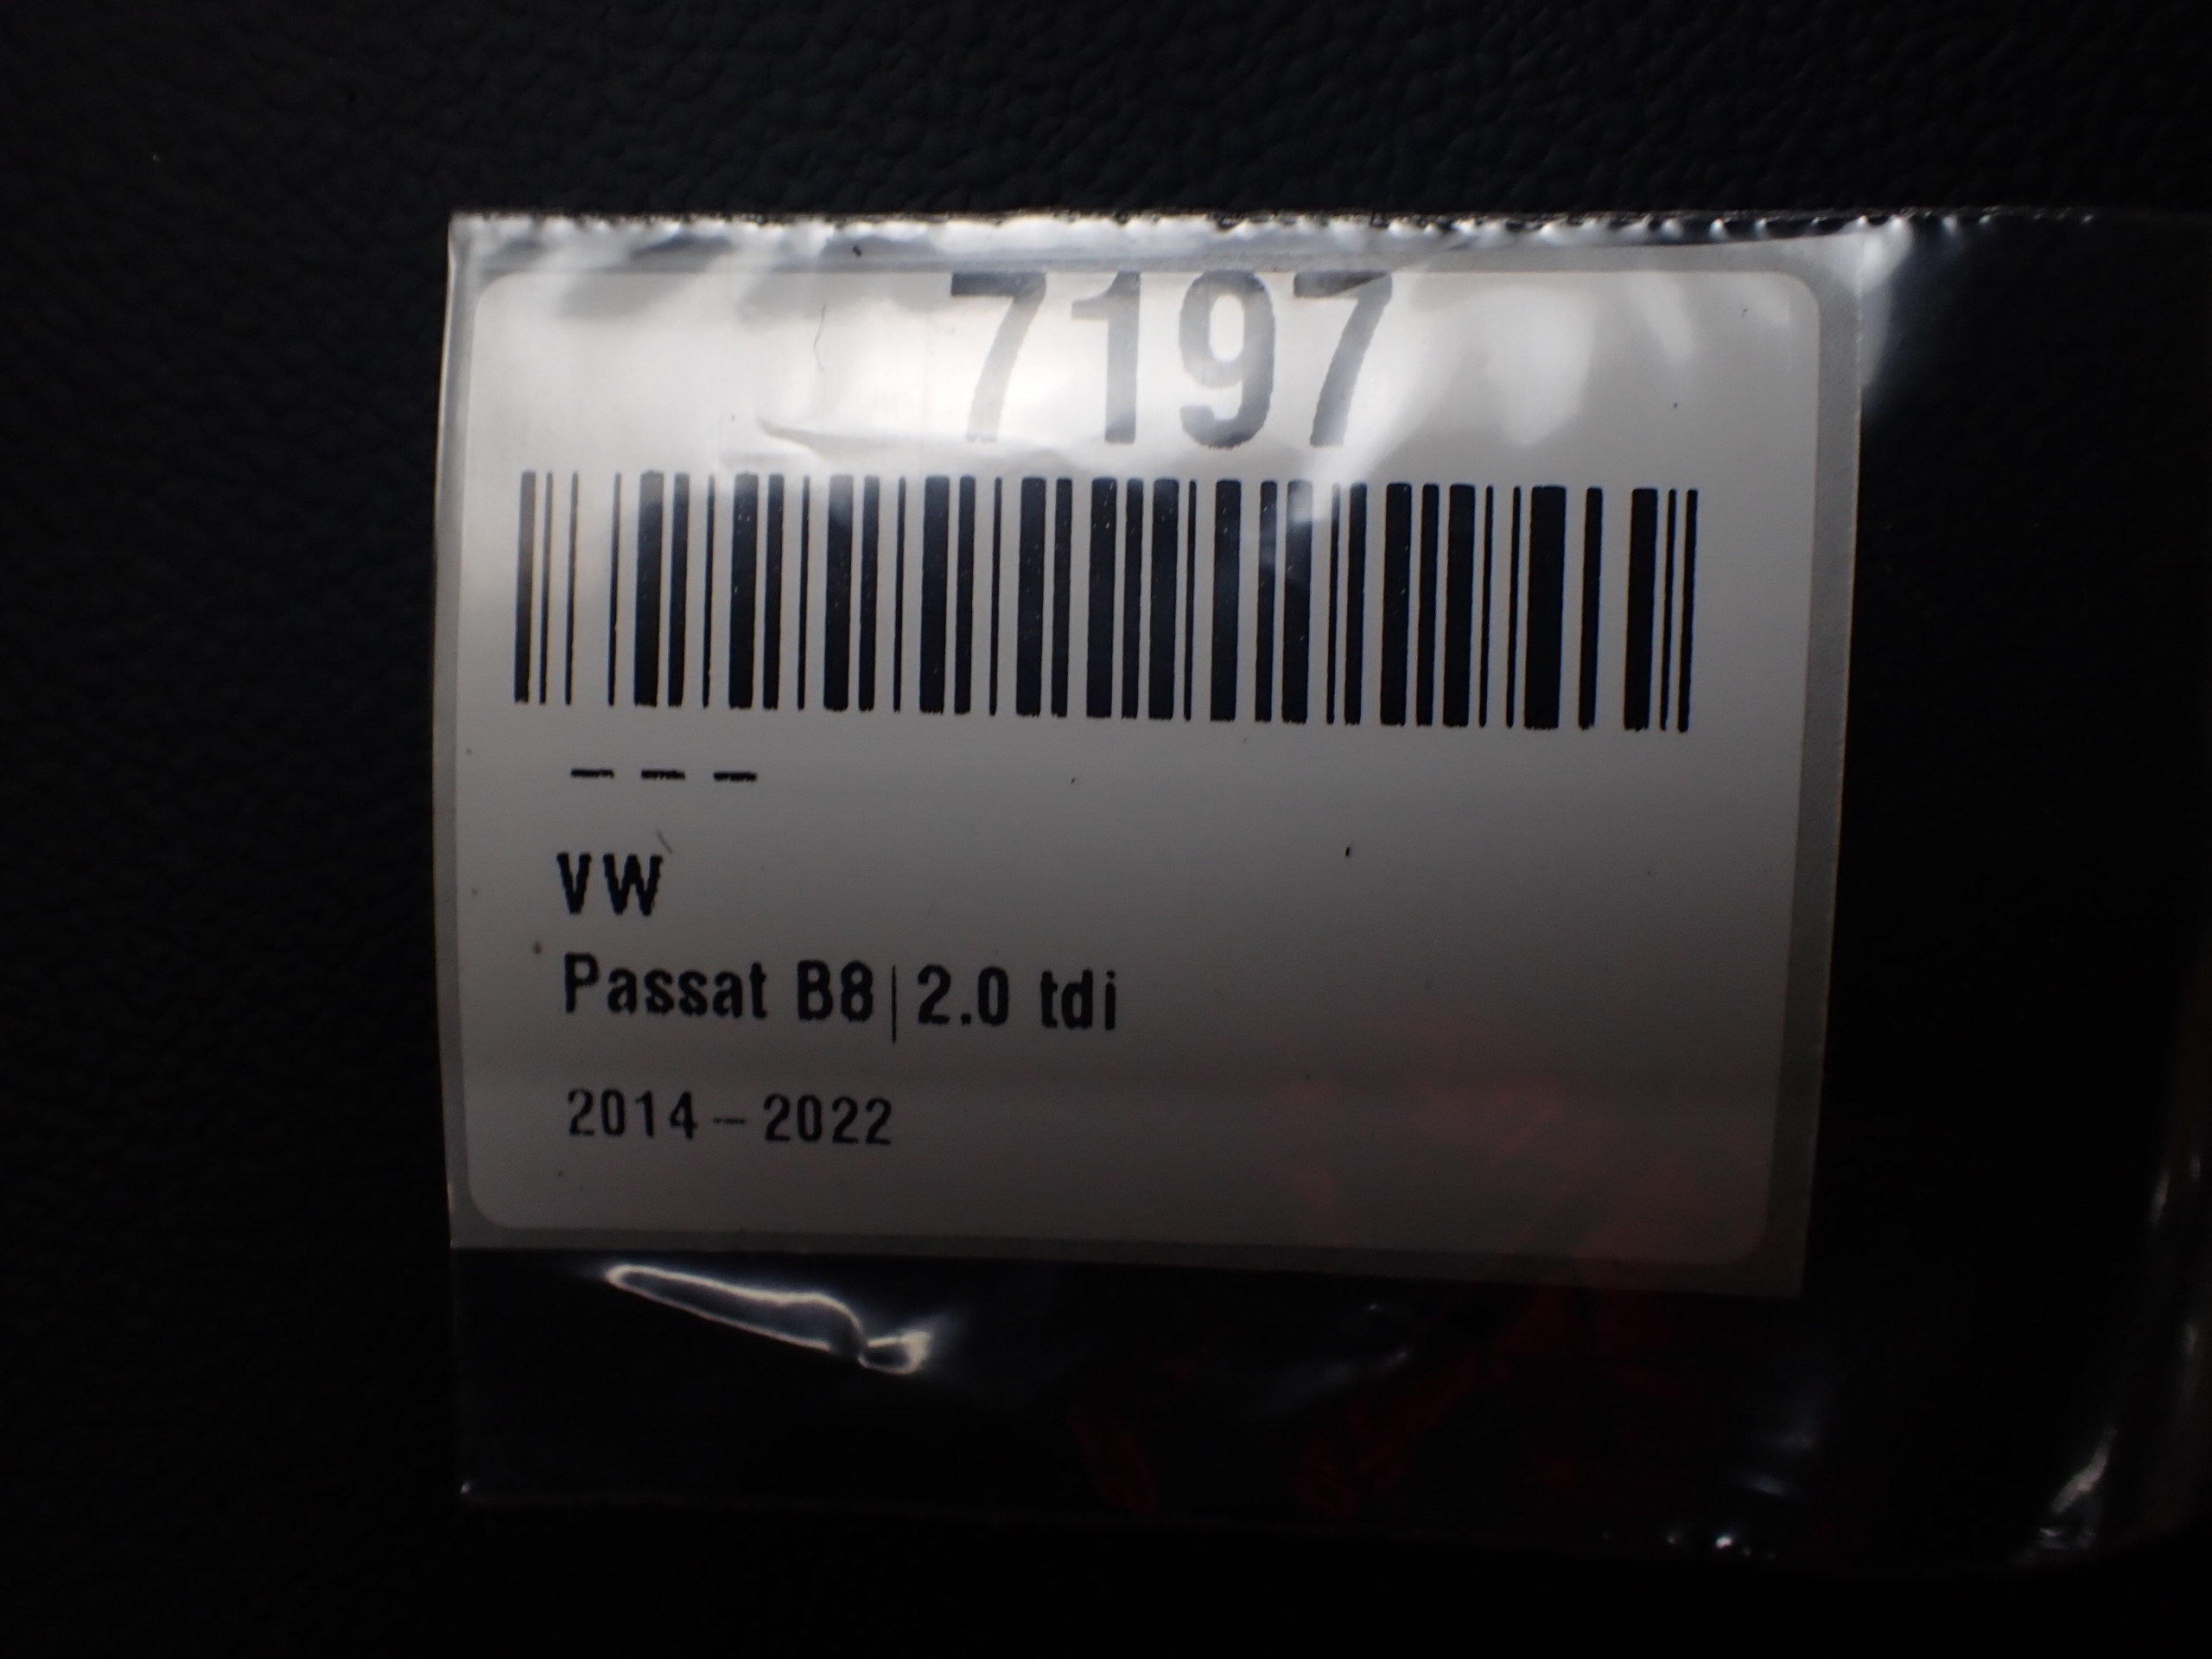 7197
– – –
VW
Passat B8|2.0 tdi
2014–2022